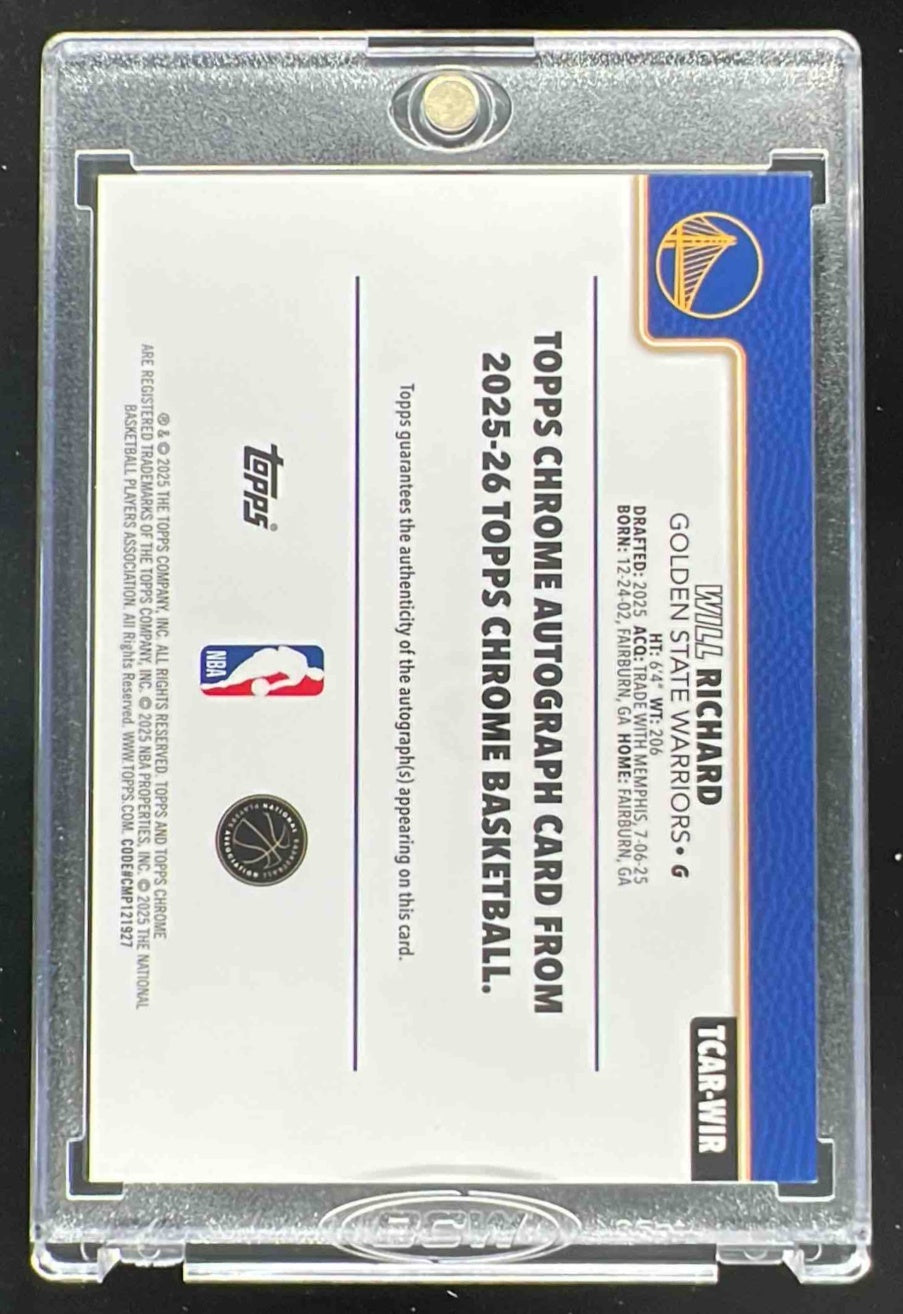 WILL RICHARD
GOLDEN STATE WARRIORS • G
HT: 6'4" WT: 206
DRAFTED: 2025 ACQ: TRADE WITH MEMPHIS, 7-06-25
BORN: 12-24-02, FAIRBURN, GA HOME: FAIRBURN, GA
TCAR-WIR
TOPPS CHROME AUTOGRAPH CARD FROM
2025-26 TOPPS CHROME BASKETBALL.
Topps guarantees the authenticity of the autograph(s) appearing on this card.
topps®
NBA
NATIONAL BASKETBALL PLAYERS ASSOCIATION
® & © 2025 THE TOPPS COMPANY, INC. ALL RIGHTS RESERVED. TOPPS AND TOPPS CHROME
ARE REGISTERED TRADEMARKS OF THE TOPPS COMPANY, INC. © 2025 NBA PROPERTIES, INC. © 2025 THE NATIONAL
BASKETBALL PLAYERS ASSOCIATION. All Rights Reserved. WWW.TOPPS.COM. CODE#CMP121927
BCW